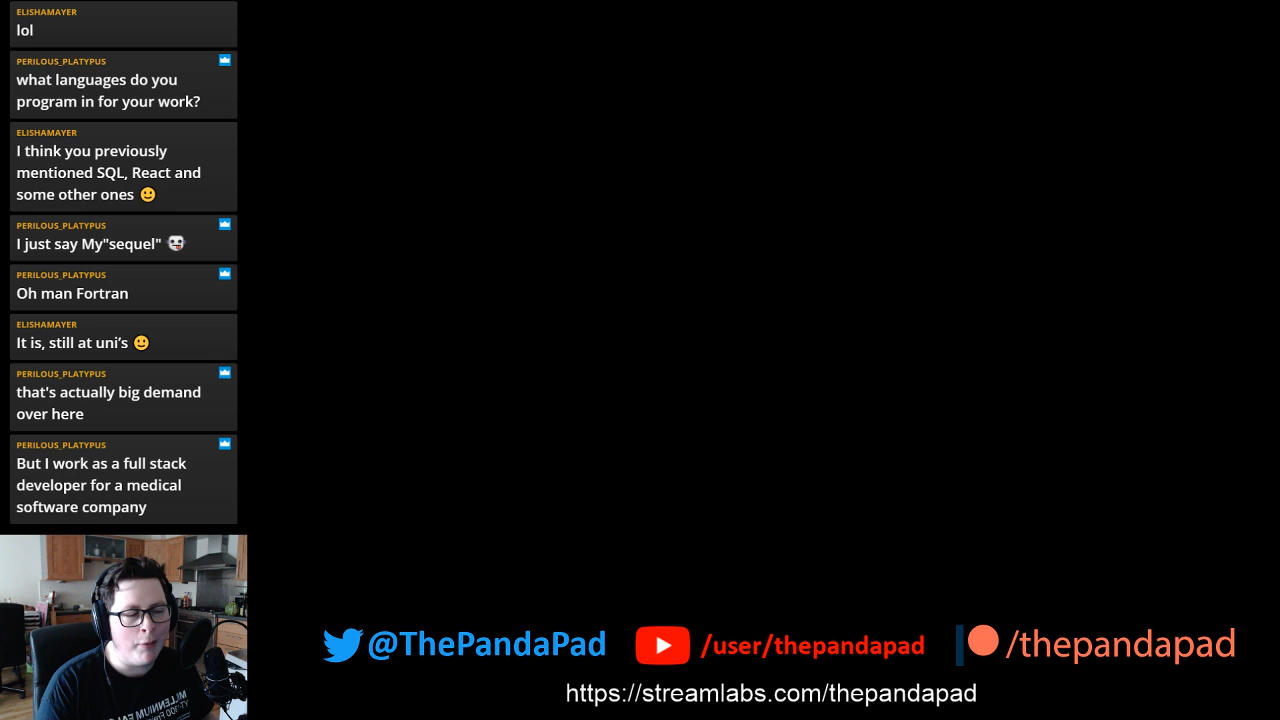 ELISHAMAYER
lol
PERILOUS_PLATYPUS
what languages do you
program in for your work?
ELISHAMAYER
I think you previously
mentioned SQL, React and
some other ones 🙂
PERILOUS_PLATYPUS
I just say My"sequel"
PERILOUS_PLATYPUS
Oh man Fortran
ELISHAMAYER
It is, still at uni’s 🙂
PERILOUS_PLATYPUS
that's actually big demand
over here
PERILOUS_PLATYPUS
But I work as a full stack
developer for a medical
software company
MILLENNIUM FALCON
@ThePandaPad
/user/thepandapad
/thepandapad
https://streamlabs.com/thepandapad